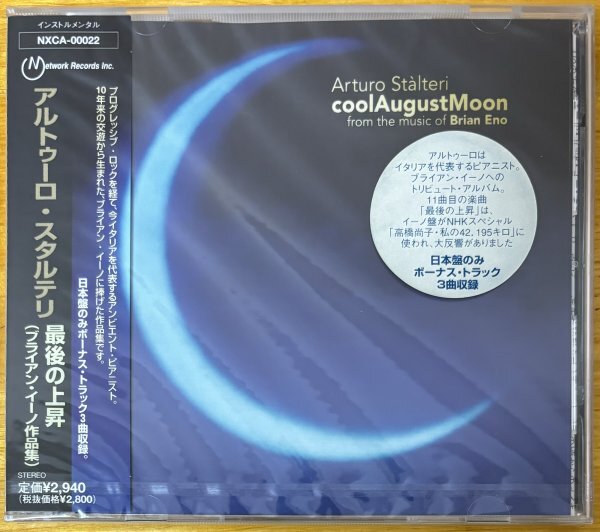 インストルメンタル
NXCA-00022
Network Records Inc.
アルトゥーロ・スタルテリ
最後の上昇
(ブライアン・イーノ作品集)
プログレッシブ・ロックを経て、今イタリアを代表するアンビエント・ピアニスト。
10年来の交遊から生まれた、ブライアン・イーノに捧げた作品集です。
日本盤のみボーナス・トラック3曲収録。
STEREO
定価¥2,940
(税抜価格¥2,800)
Arturo Stàlteri
coolAugustMoon
from the music of Brian Eno
アルトゥーロは
イタリアを代表するピアニスト。
ブライアン・イーノへの
トリビュート・アルバム。
11曲目の楽曲
「最後の上昇」は、
イーノ盤がNHKスペシャル
「高橋尚子・私の42.195キロ」に
使われ、大反響がありました
日本盤のみ
ボーナス・トラック
3曲収録